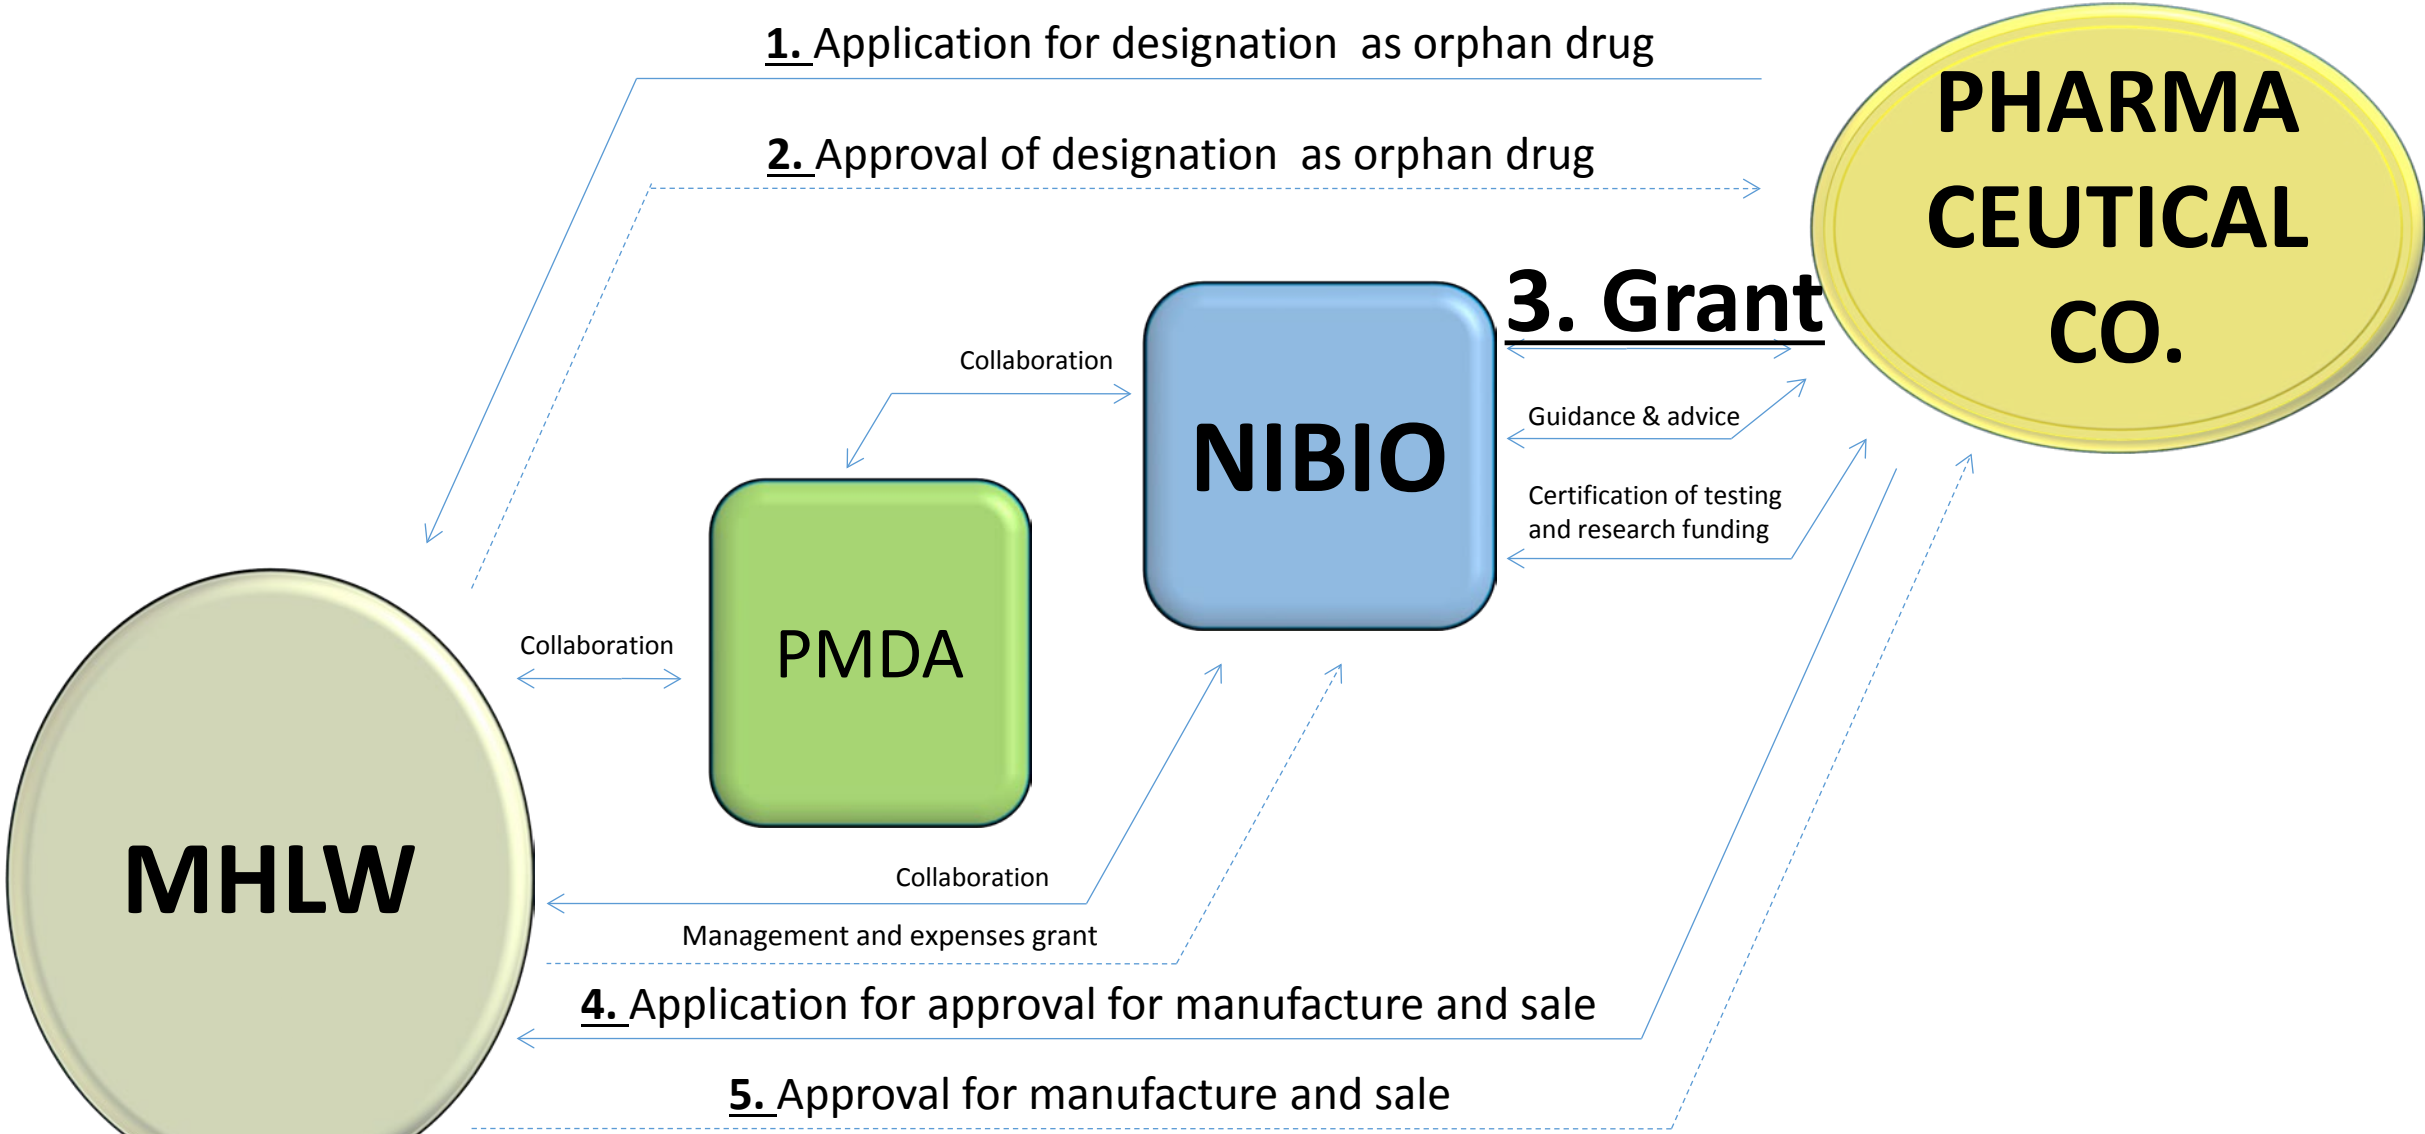 1. Application for designation  as orphan drug
2. Approval of designation  as orphan drug
PHARMA
CEUTICAL
CO.
3. Grant
Collaboration
NIBIO
Guidance & advice
Certification of testing
and research funding
PMDA
Collaboration
MHLW
Collaboration
Management and expenses grant
4. Application for approval for manufacture and sale
5. Approval for manufacture and sale